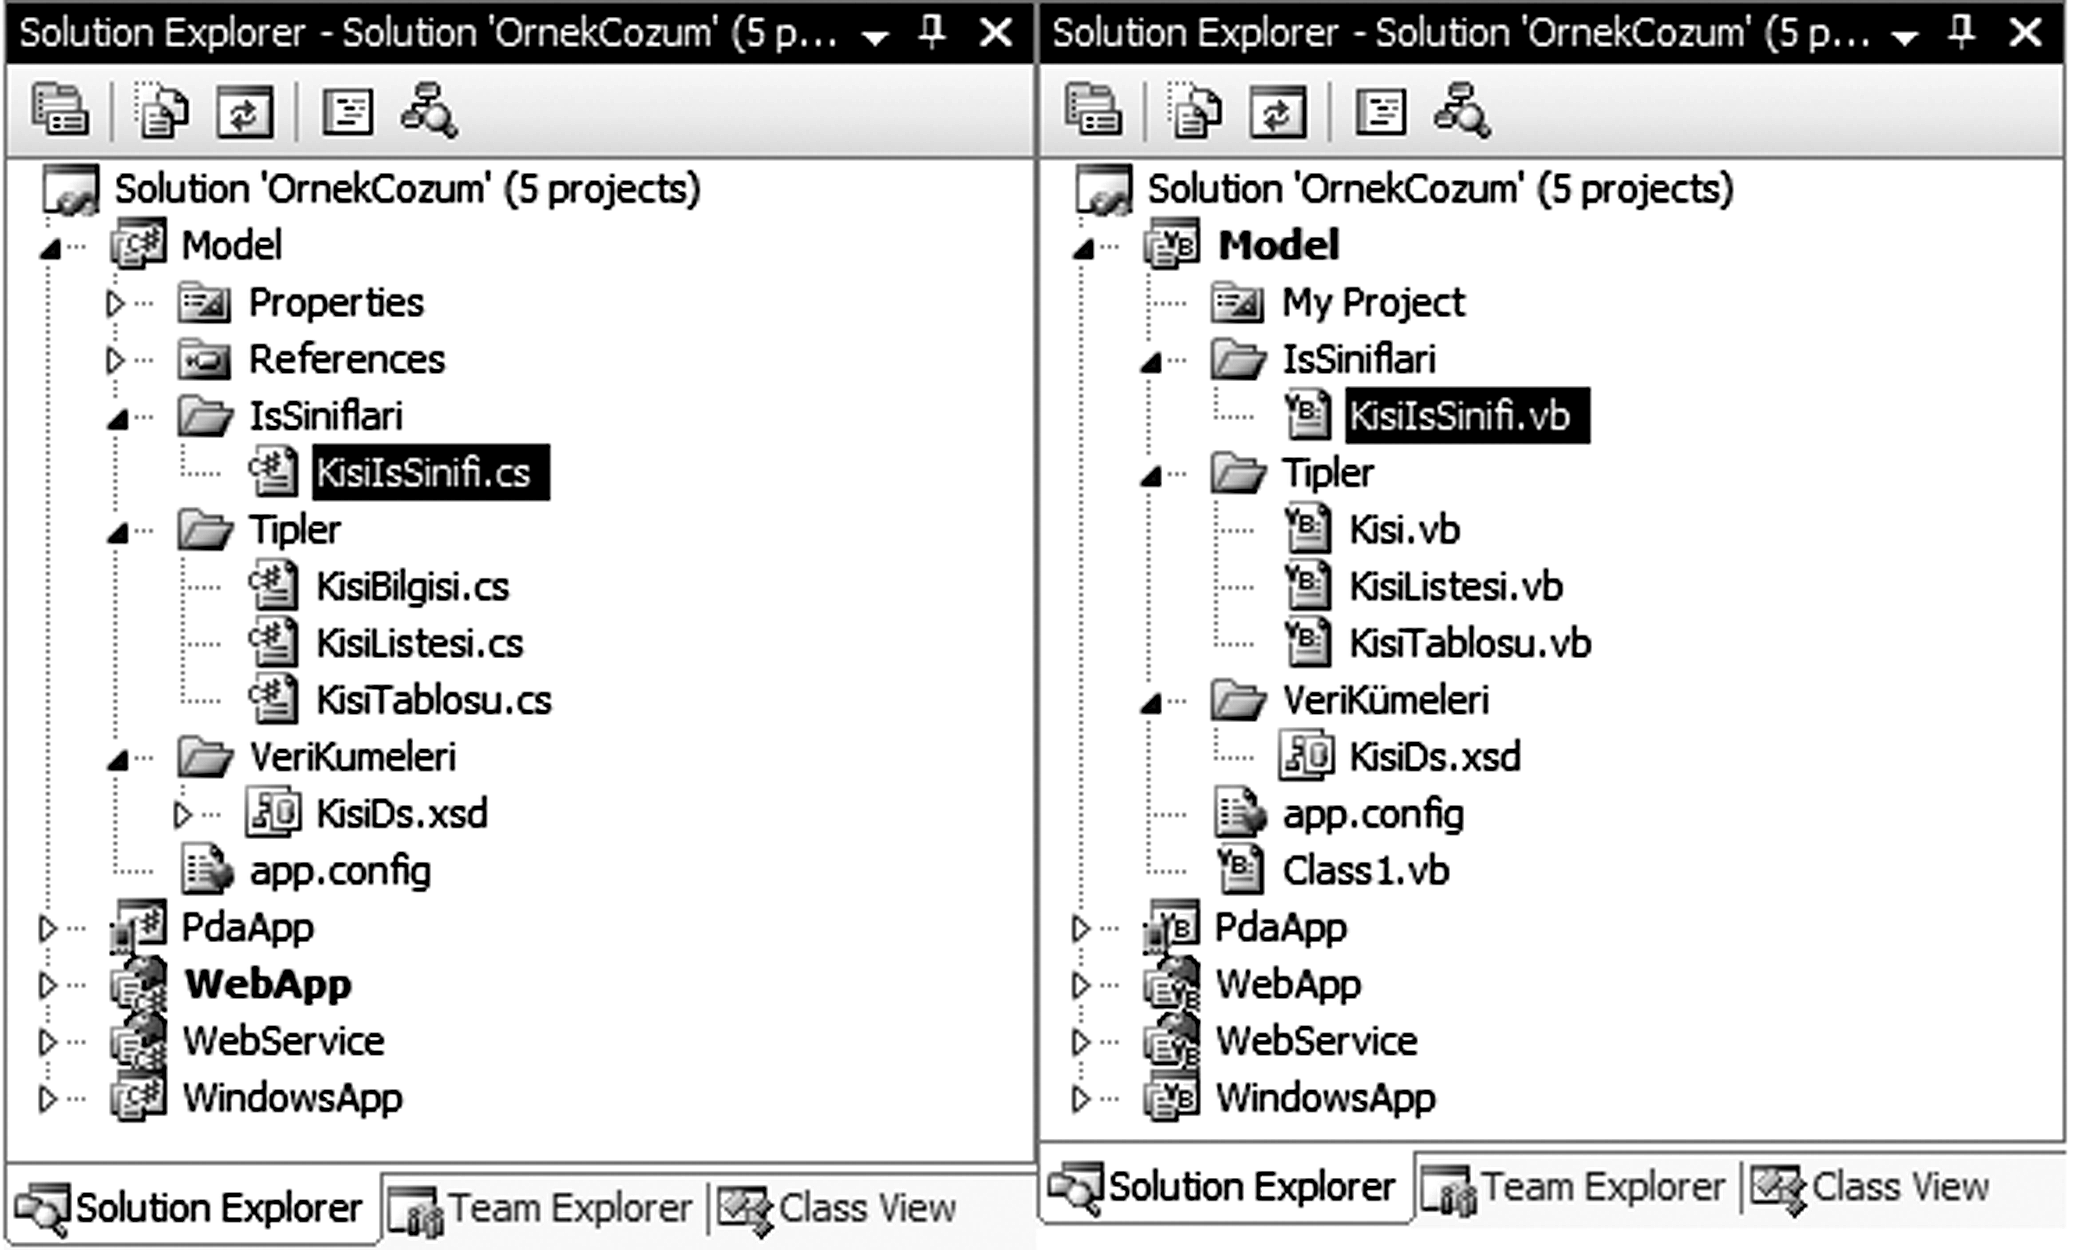 Solution Explorer - Solution 'OrnekCozum' (5 p...
Solution 'OrnekCozum' (5 projects)
Model
Properties
References
IsSiniflari
KisiIsSinifi.cs
Tipler
KisiBilgisi.cs
KisiListesi.cs
KisiTablosu.cs
VeriKumeleri
KisiDs.xsd
app.config
PdaApp
WebApp
WebService
WindowsApp
Solution Explorer Team Explorer Class View
Solution Explorer - Solution 'OrnekCozum' (5 p...
Solution 'OrnekCozum' (5 projects)
Model
My Project
IsSiniflari
KisiIsSinifi.vb
Tipler
Kisi.vb
KisiListesi.vb
KisiTablosu.vb
VeriKümeleri
KisiDs.xsd
app.config
Class1.vb
PdaApp
WebApp
WebService
WindowsApp
Solution Explorer Team Explorer Class View